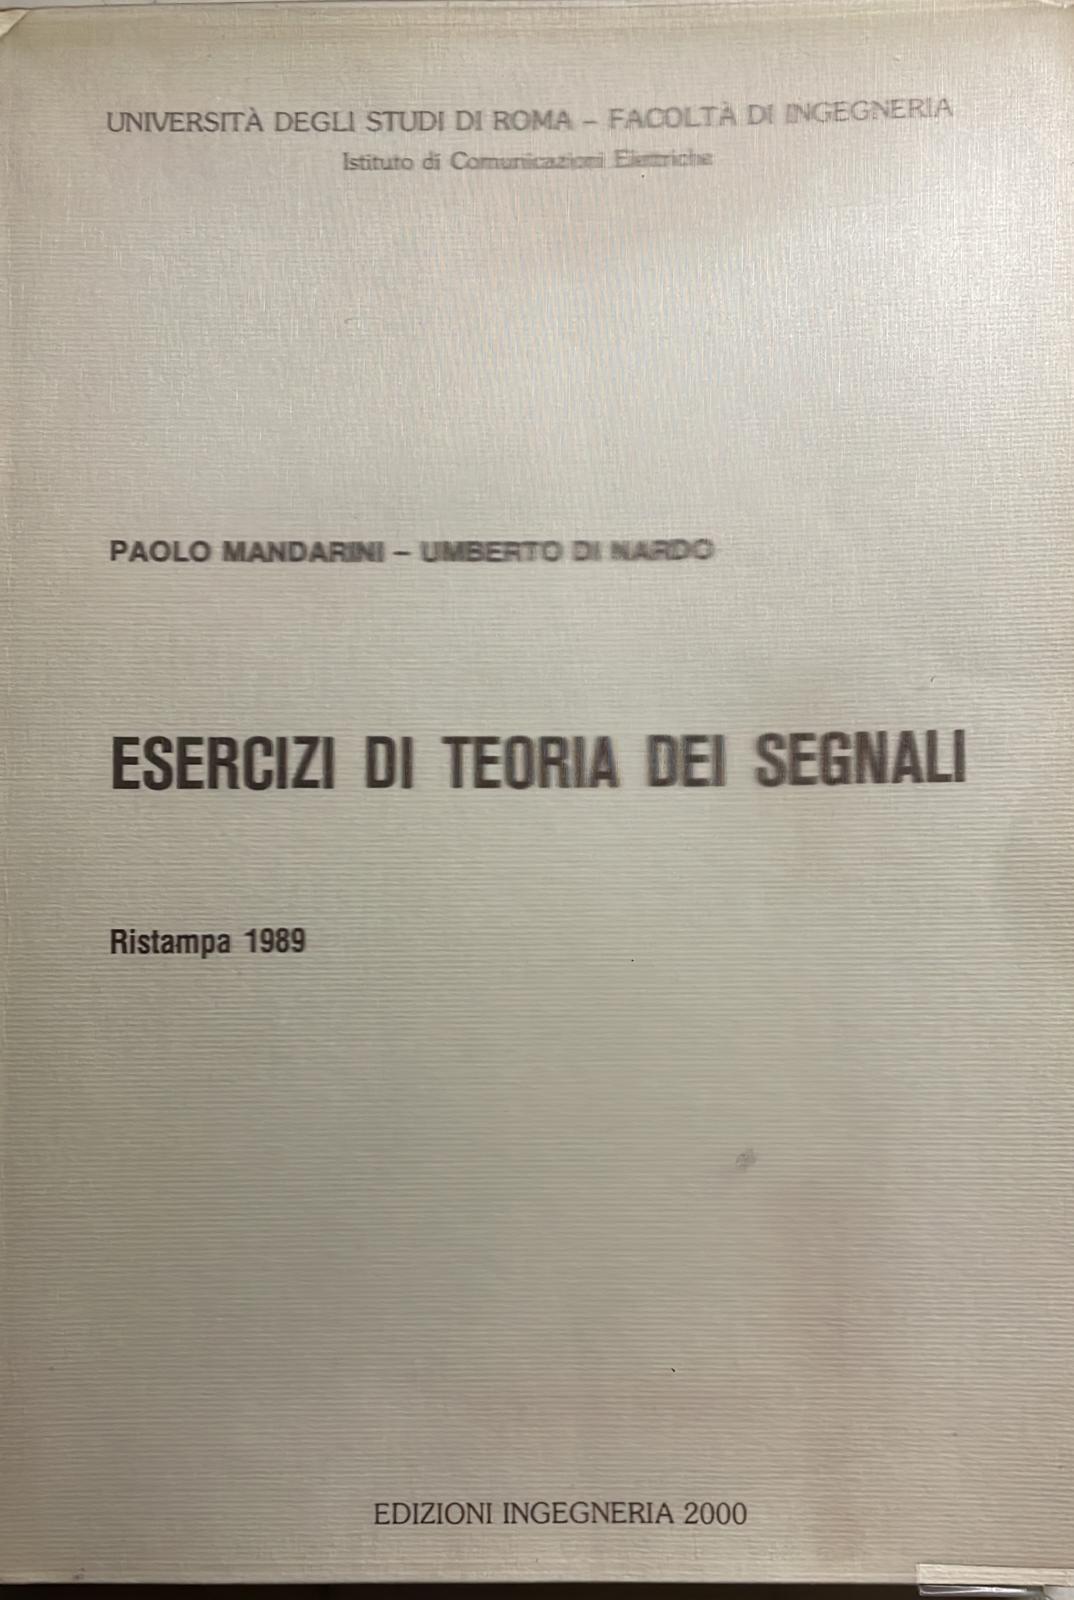 UNIVERSITÀ DEGLI STUDI DI ROMA – FACOLTÀ DI INGEGNERIA
Istituto di Comunicazioni Elettriche
PAOLO MANDARINI – UMBERTO DI NARDO
ESERCIZI DI TEORIA DEI SEGNALI
Ristampa 1989
EDIZIONI INGEGNERIA 2000